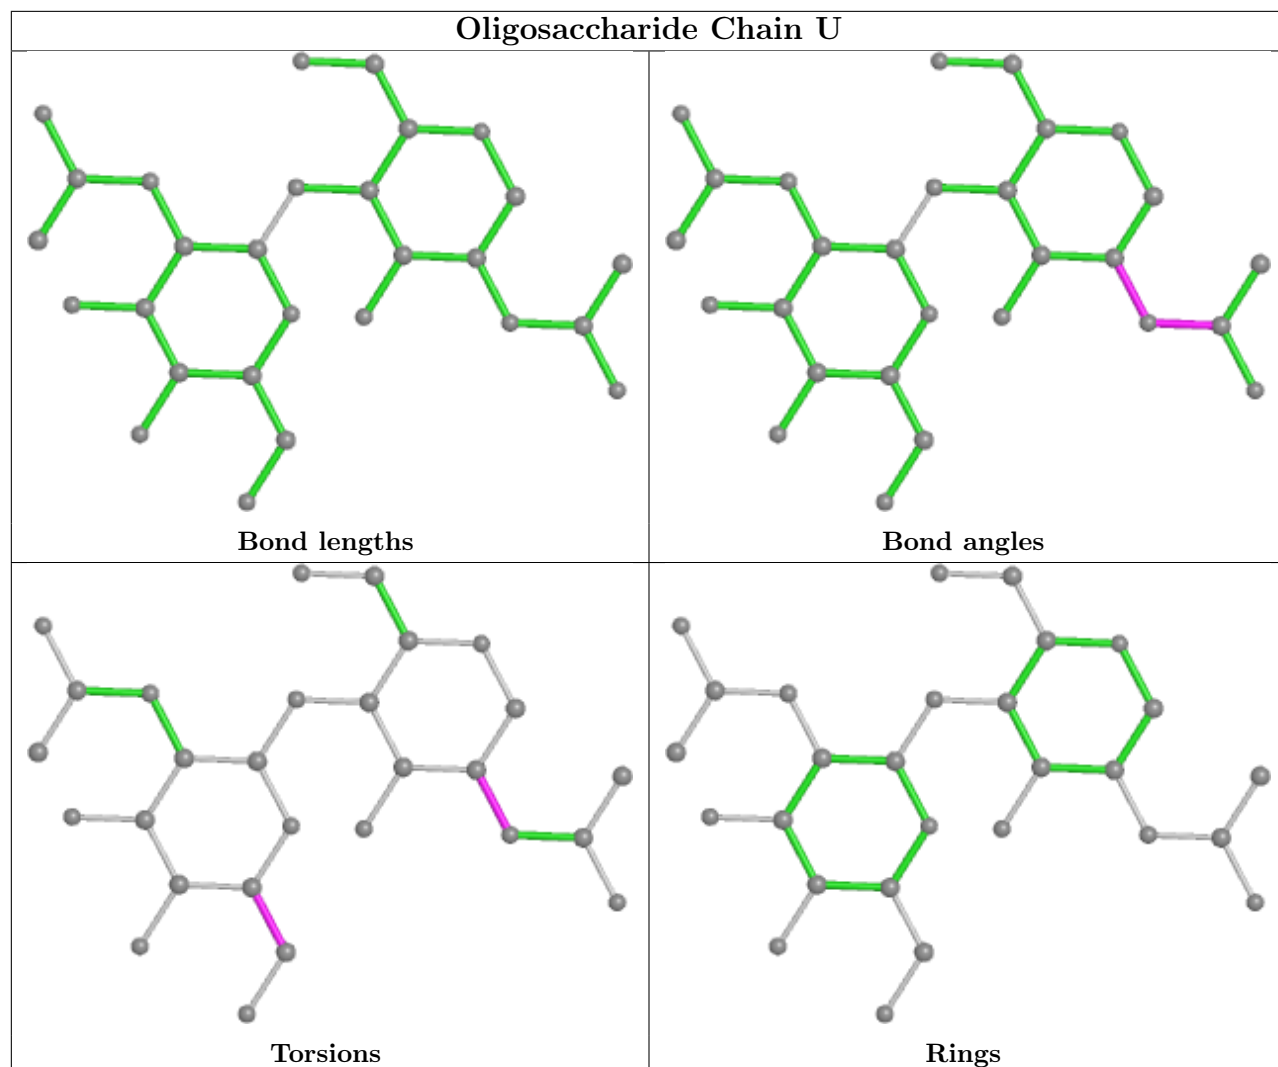 Oligosaccharide Chain U
Bond lengths
Bond angles
Torsions
Rings